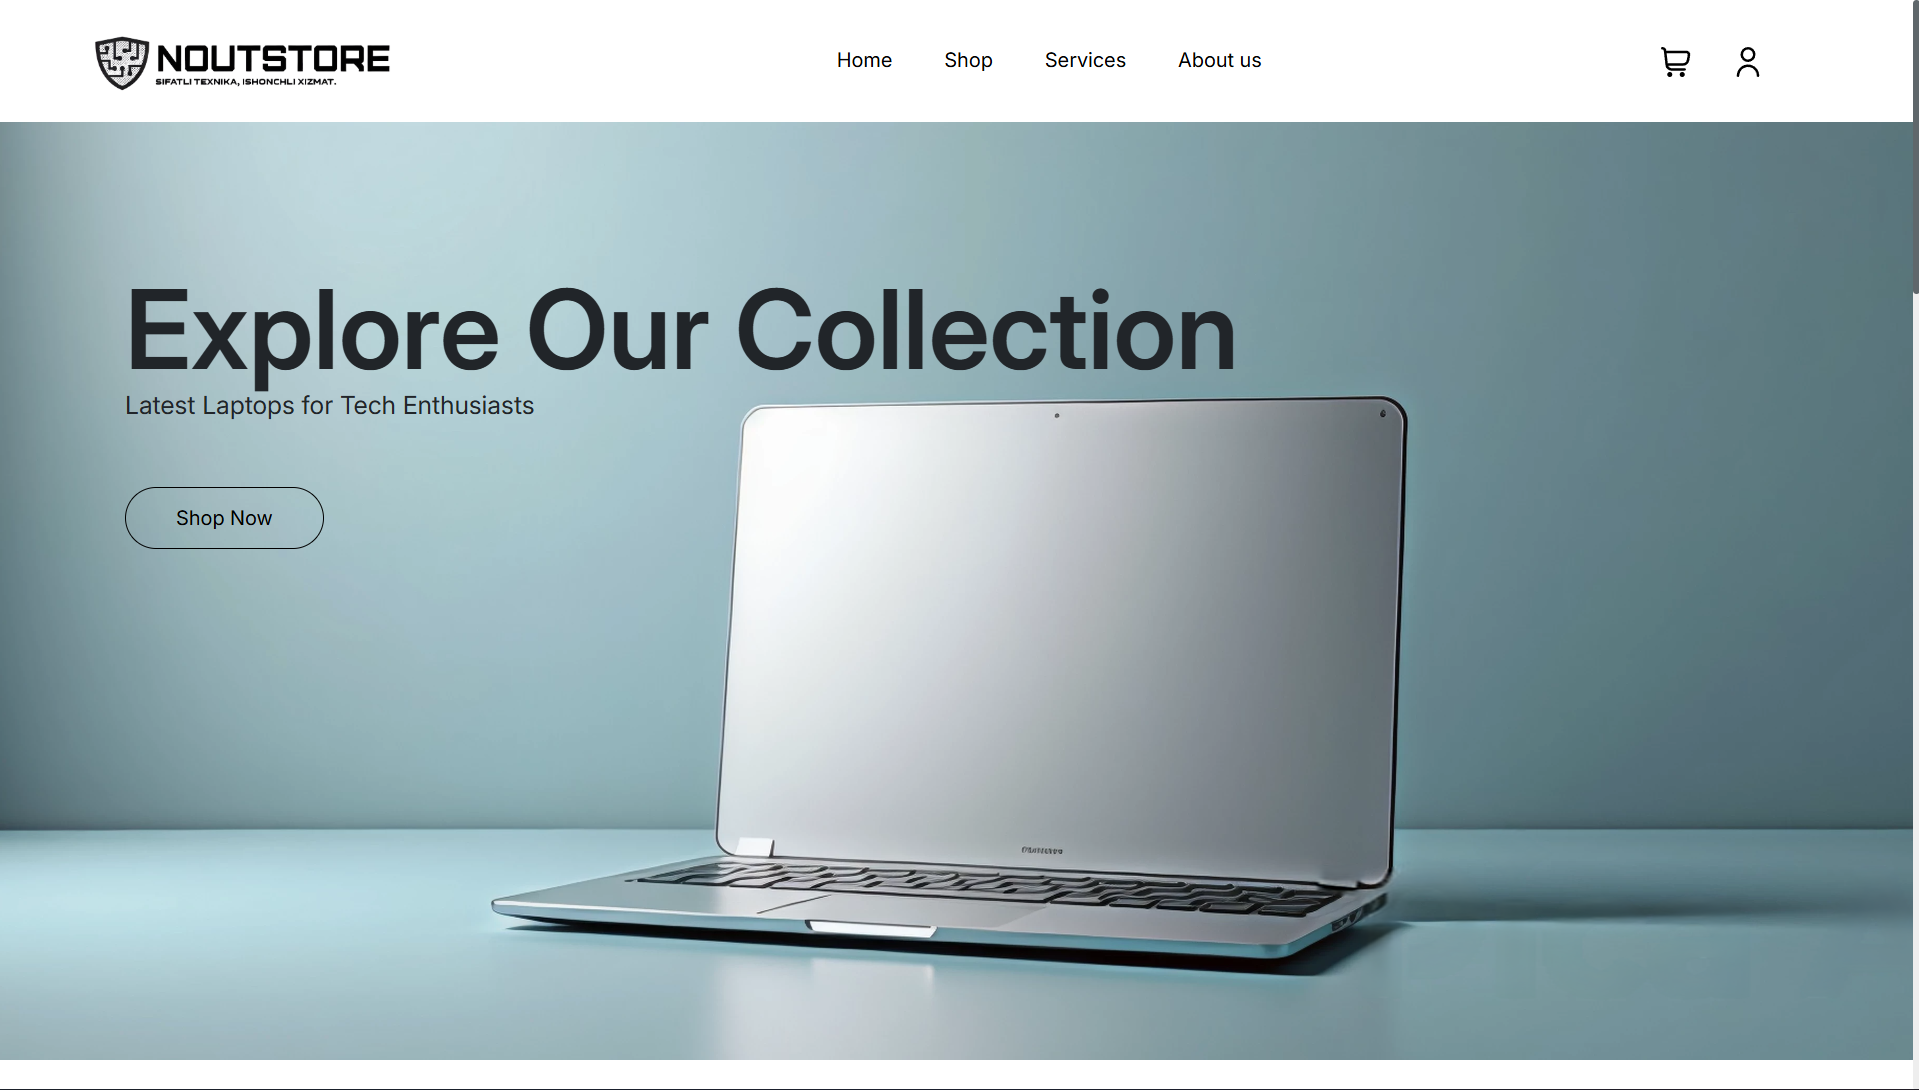 NOUTSTORE
SIFATLI TEXNIKA, ISHONCHLI XIZMAT.
Home
Shop
Services
About us
Explore Our Collection
Latest Laptops for Tech Enthusiasts
Shop Now